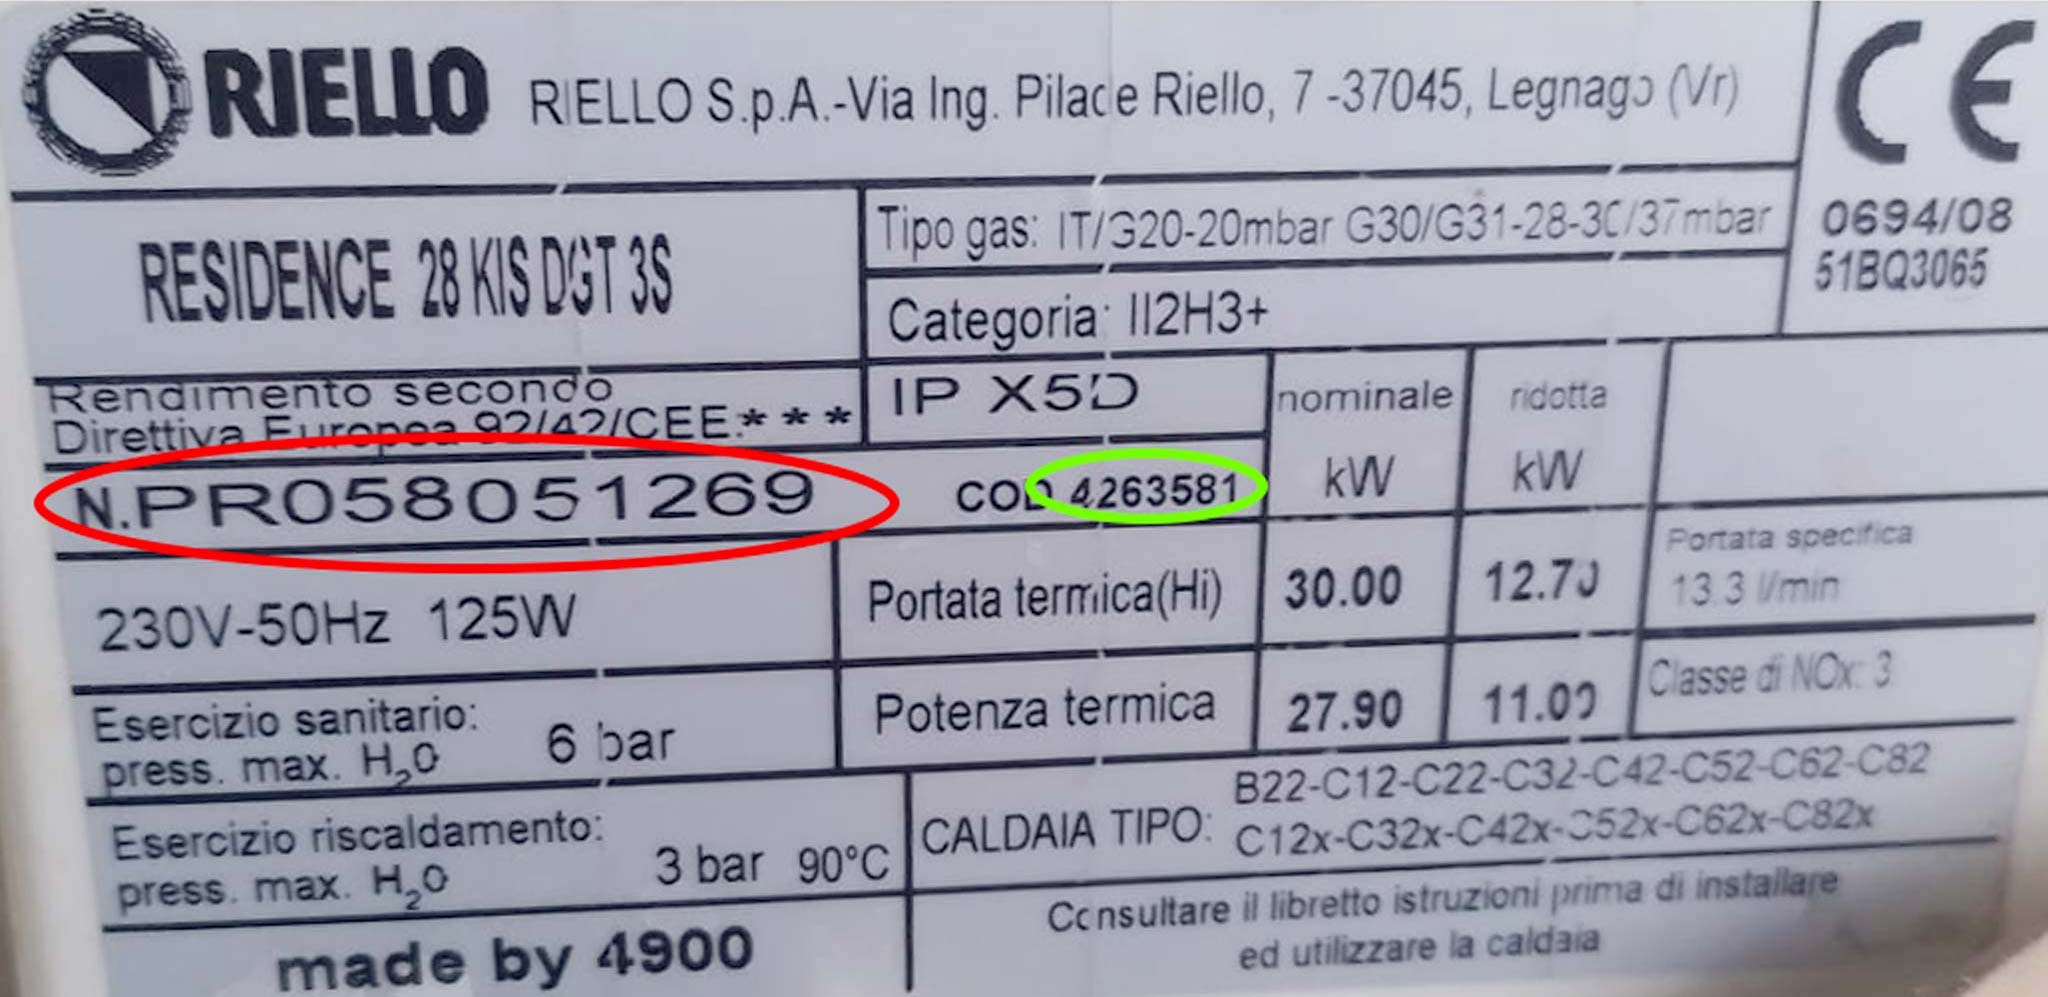 RIELLO RIELLO S.p.A.-Via Ing. Pilade Riello, 7 -37045, Legnago (Vr)
CE
0694/08
51BQ3065
RESIDENCE 28 KIS DGT 3S
Tipo gas: IT/G20-20mbar G30/G31-28-30/37mbar
Categoria: II2H3+
Rendimento secondo
Direttiva Europea 92/42/CEE:***
IP X5D
nominale
kW
ridotta
kW
N.PR058051269
COD 4263581
230V-50Hz 125W
Portata termica(Hi) 30.00 12.70
Portata specifica
13.3 l/min
Esercizio sanitario:
press. max. H₂O 6 bar
Potenza termica 27.90 11.00
Classe di NOx: 3
Esercizio riscaldamento:
press. max. H₂O 3 bar 90°C
CALDAIA TIPO: B22-C12-C22-C32-C42-C52-C62-C82
C12x-C32x-C42x-C52x-C62x-C82x
made by 4900
Consultare il libretto istruzioni prima di installare
ed utilizzare la caldaia